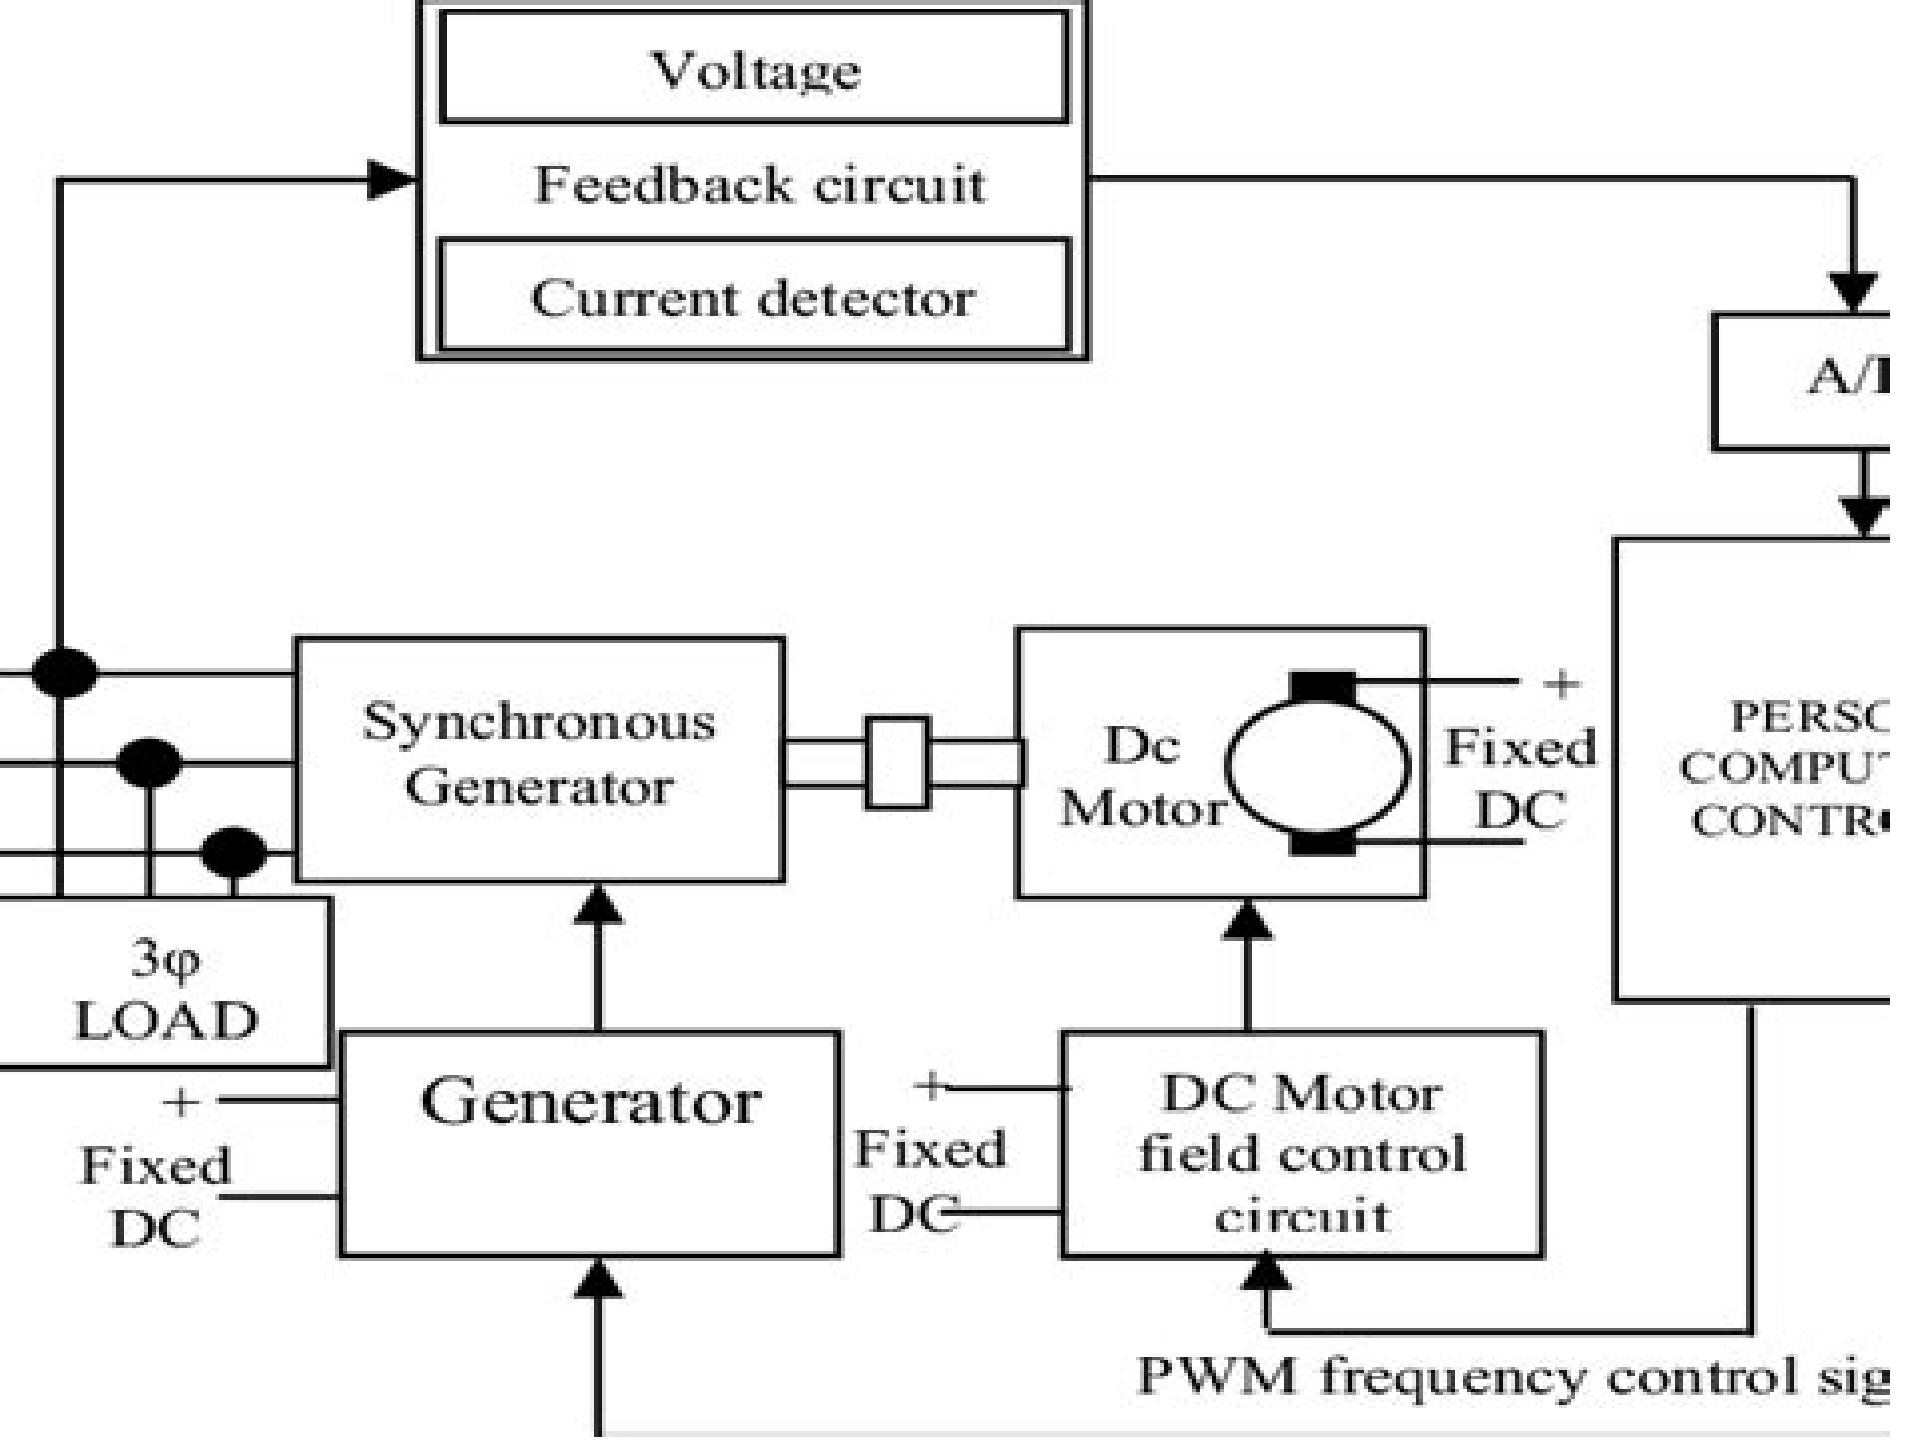 Voltage
Feedback circuit
Current detector
Synchronous
Generator
Dc
Motor
+
Fixed
DC
3φ
LOAD
+
Fixed
DC
Generator
+
Fixed
DC
DC Motor
field control
circuit
PWM frequency control